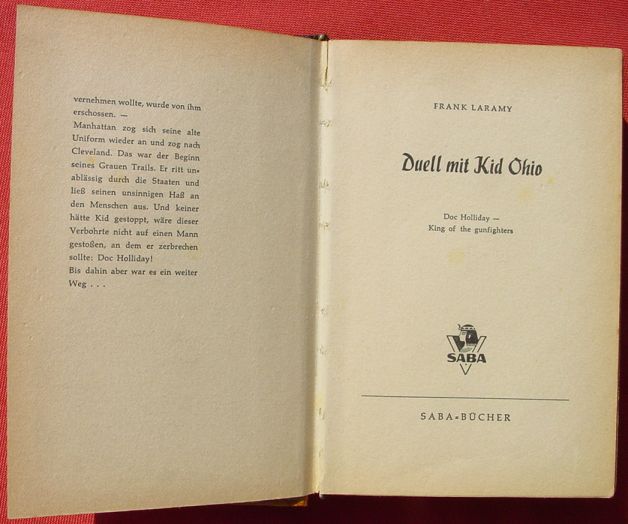 vernehmen wollte, wurde von ihm
erschossen. —
Manhattan zog sich seine alte
Uniform wieder an und zog nach
Cleveland. Das war der Beginn
seines Grauen Trails. Er ritt un-
ablässig durch die Staaten und
ließ seinen unsinnigen Haß an
den Menschen aus. Und keiner
hätte Kid gestoppt, wäre dieser
Verbohrte nicht auf einen Mann
gestoßen, an dem er zerbrechen
sollte: Doc Holliday!
Bis dahin aber war es ein weiter
Weg . . .
FRANK LARAMY
Duell mit Kid Ohio
Doc Holliday —
King of the gunfighters
SABA
SABA-BÜCHER